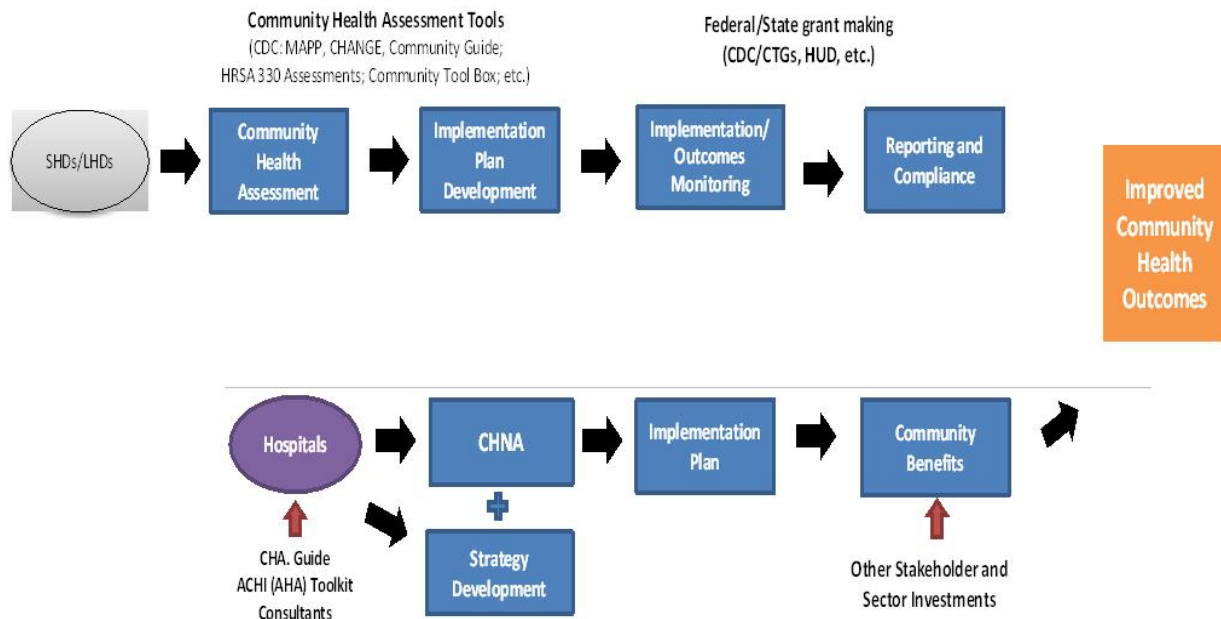 Community Health Assessment Tools
(CDC: MAPP, CHANGE, Community Guide;
HRSA 330 Assessments; Community Tool Box; etc.)
Federal/State grant making
(CDC/CTGs, HUD, etc.)
SHDs/LHDs
Community
Health
Assessment
Implementation
Plan
Development
Implementation/
Outcomes
Monitoring
Reporting and
Compliance
Improved
Community
Health
Outcomes
Hospitals
CHNA
Implementation
Plan
Community
Benefits
CHA. Guide
ACHI (AHA) Toolkit
Consultants
Strategy
Development
Other Stakeholder and
Sector Investments